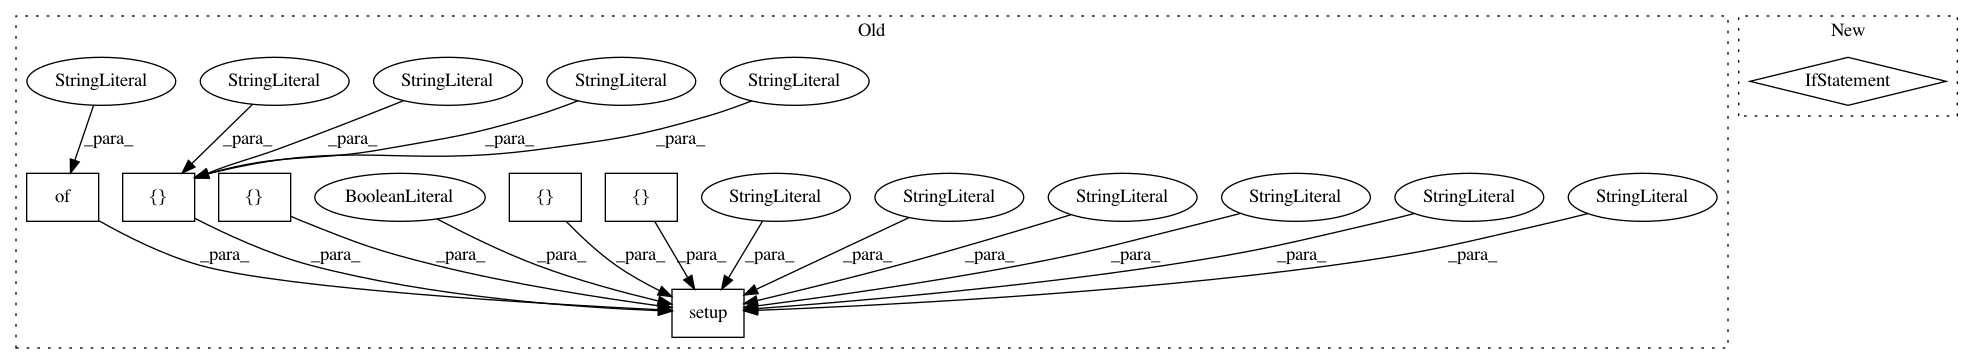 Old
New
StringLiteral StringLiteral StringLiteral StringLiteral StringLiteral IfStatement
_para_ _para_ _para_ _para_ _para_
of {} {} BooleanLiteral {} {} StringLiteral StringLiteral StringLiteral StringLiteral StringLiteral StringLiteral
_para_ _para_ _para_ _para_ _para_ _para_ _para_ _para_ _para_ _para_ _para_ _para_
setup